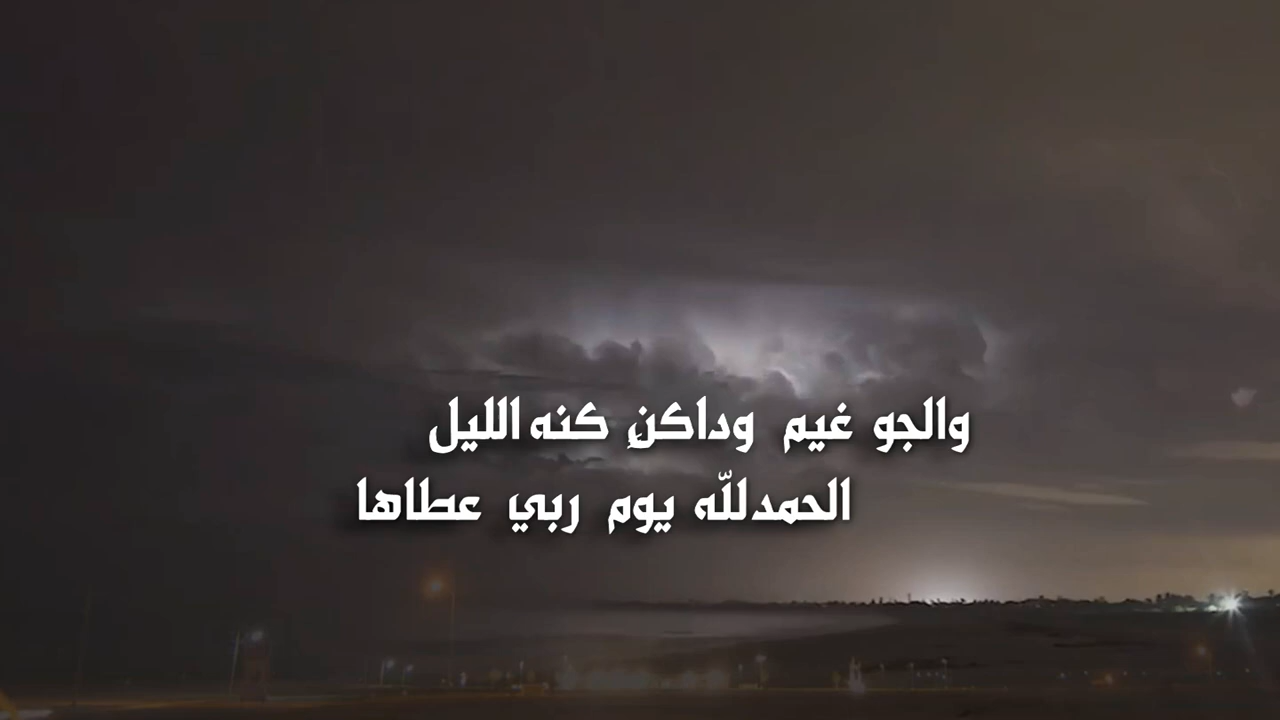 والجو غيم وداكنٍ كنه الليل
الحمدلله يوم ربي عطاها